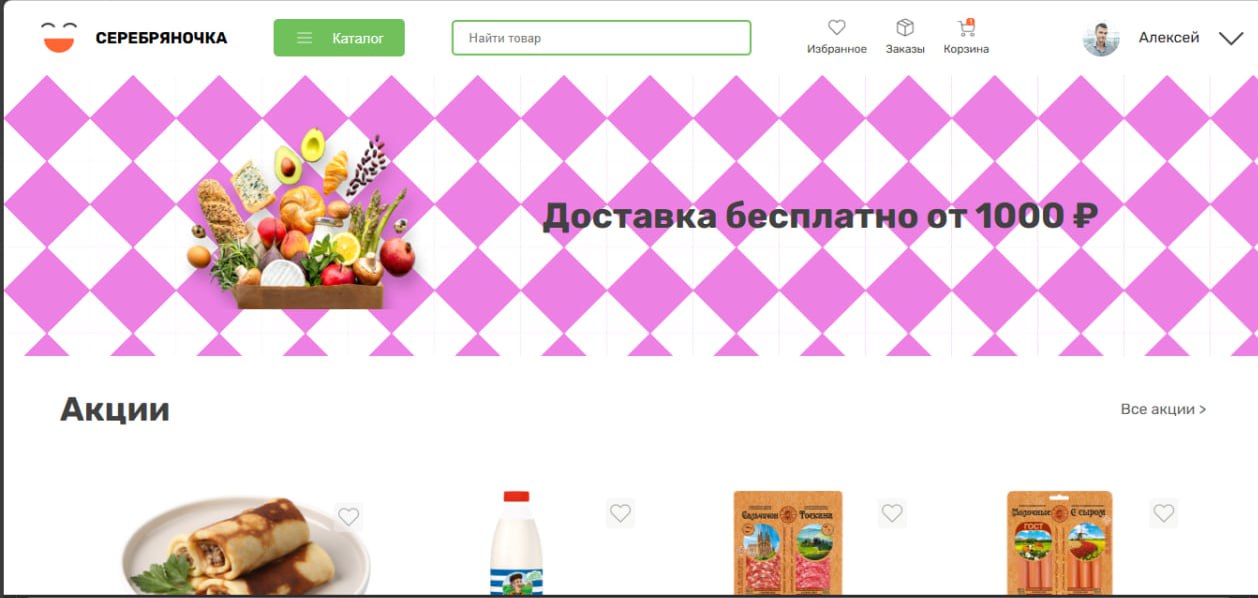 СЕРЕБРЯНОЧКА
Каталог
Найти товар
Избранное
Заказы
1
Корзина
Алексей
Доставка бесплатно от 1000 ₽
Акции
Все акции >
Сальчичон
Тоскана
Молочные
С сыром
ГОСТ